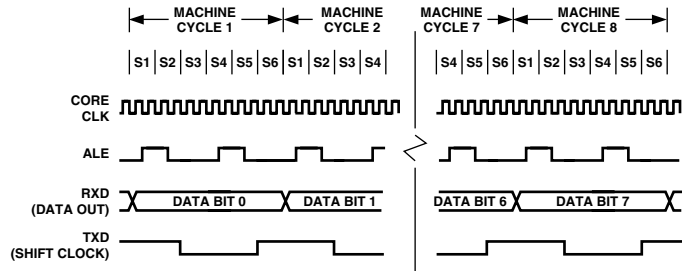 MACHINE CYCLE 1
MACHINE CYCLE 2
MACHINE CYCLE 7
MACHINE CYCLE 8
S1 S2 S3 S4 S5 S6 S1 S2 S3 S4 S4 S5 S6 S1 S2 S3 S4 S5 S6
CORE CLK
ALE
RXD (DATA OUT)
DATA BIT 0 DATA BIT 1 DATA BIT 6 DATA BIT 7
TXD (SHIFT CLOCK)